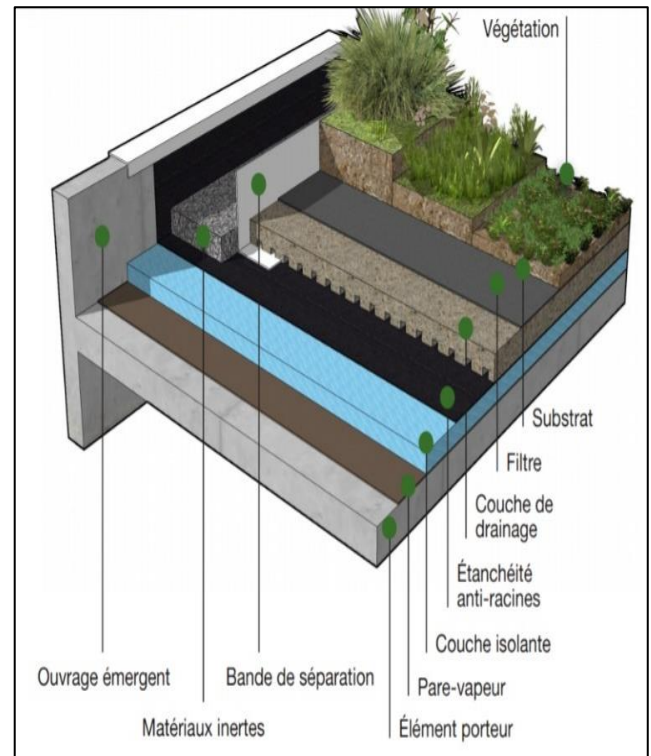 Végétation
Substrat
Filtre
Couche de
drainage
Étanchéité
anti-racines
Couche isolante
Ouvrage émergent
Bande de séparation
Pare-vapeur
Matériaux inertes
Élément porteur